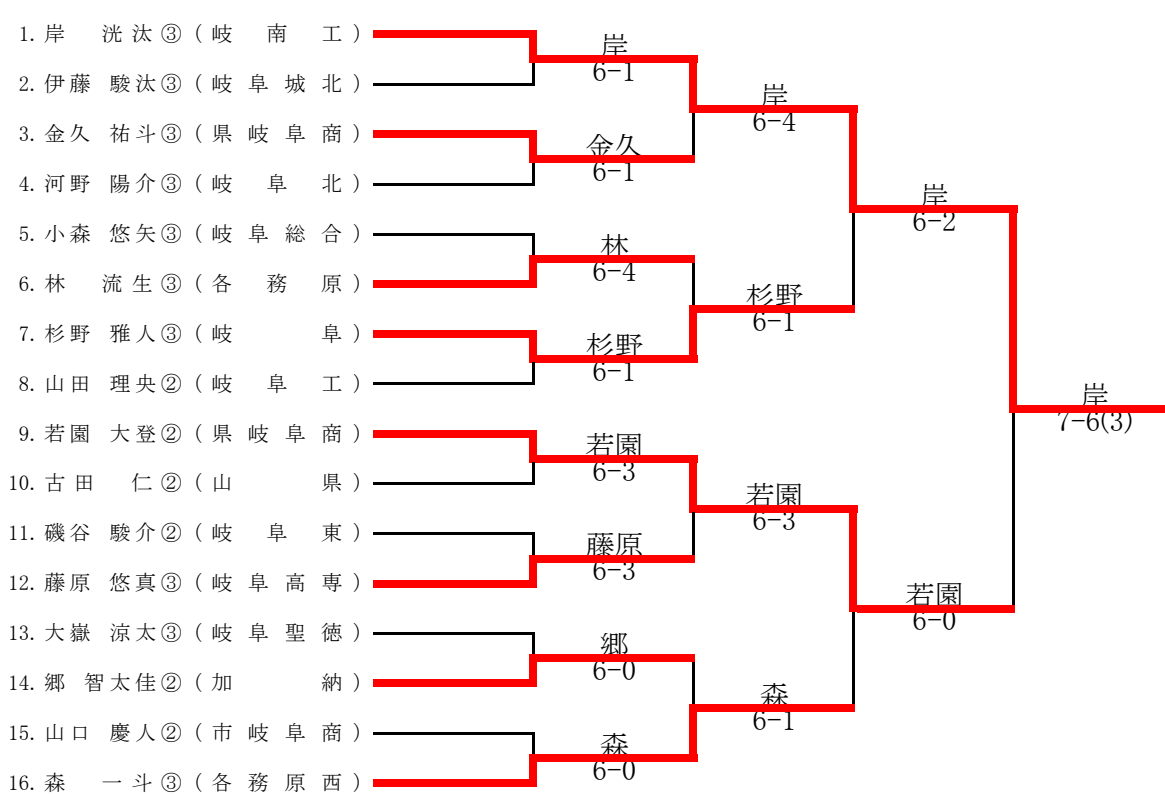 1. 岸 洸汰③(岐南工)
2. 伊藤 駿汰③(岐阜城北)
3. 金久 祐斗③(県岐阜商)
4. 河野 陽介③(岐阜北)
5. 小森 悠矢③(岐阜総合)
6. 林 流生③(各務原)
7. 杉野 雅人③(岐阜)
8. 山田 理央②(岐阜工)
9. 若園 大登②(県岐阜商)
10. 古田 仁②(山県)
11. 磯谷 駿介②(岐阜東)
12. 藤原 悠真③(岐阜高専)
13. 大嶽 涼太③(岐阜聖徳)
14. 郷 智太佳②(加納)
15. 山口 慶人②(市岐阜商)
16. 森 一斗③(各務原西)
岸
6-1
金久
6-1
林
6-4
杉野
6-1
若園
6-3
藤原
6-3
郷
6-0
森
6-0
岸
6-4
杉野
6-1
若園
6-3
森
6-1
岸
6-2
若園
6-0
岸
7-6(3)